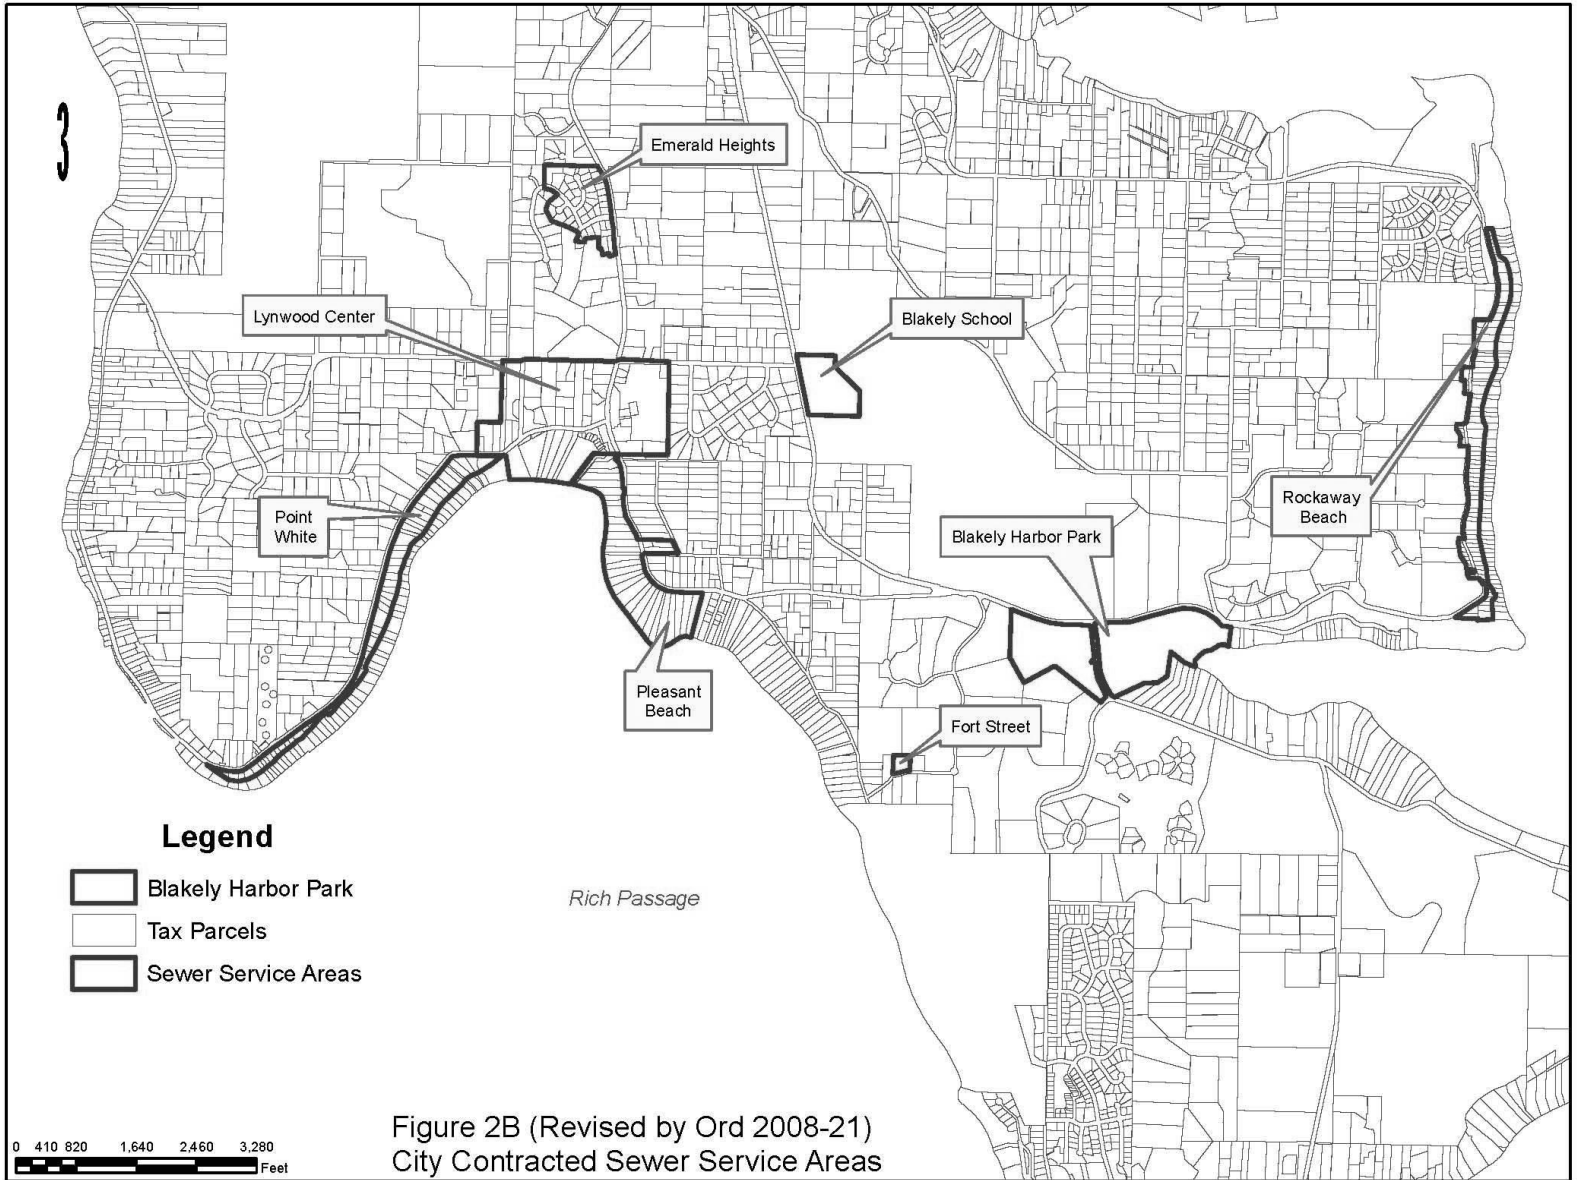 Emerald Heights
Lynwood Center
Blakely School
Point
White
Rockaway
Beach
Blakely Harbor Park
Pleasant
Beach
Fort Street
Legend
Blakely Harbor Park
Tax Parcels
Sewer Service Areas
Rich Passage
Figure 2B (Revised by Ord 2008-21)
City Contracted Sewer Service Areas
0 410 820 1,640 2,460 3,280
Feet